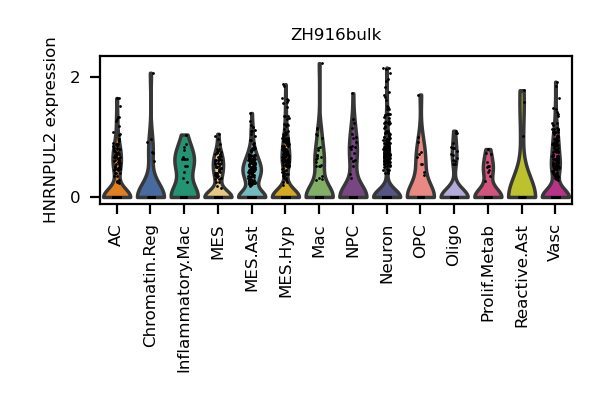 ZH916bulk
HNRNPUL2 expression
2
0
AC
Chromatin.Reg
Inflammatory.Mac
MES
MES.Ast
MES.Hyp
Mac
NPC
Neuron
OPC
Oligo
Prolif.Metab
Reactive.Ast
Vasc